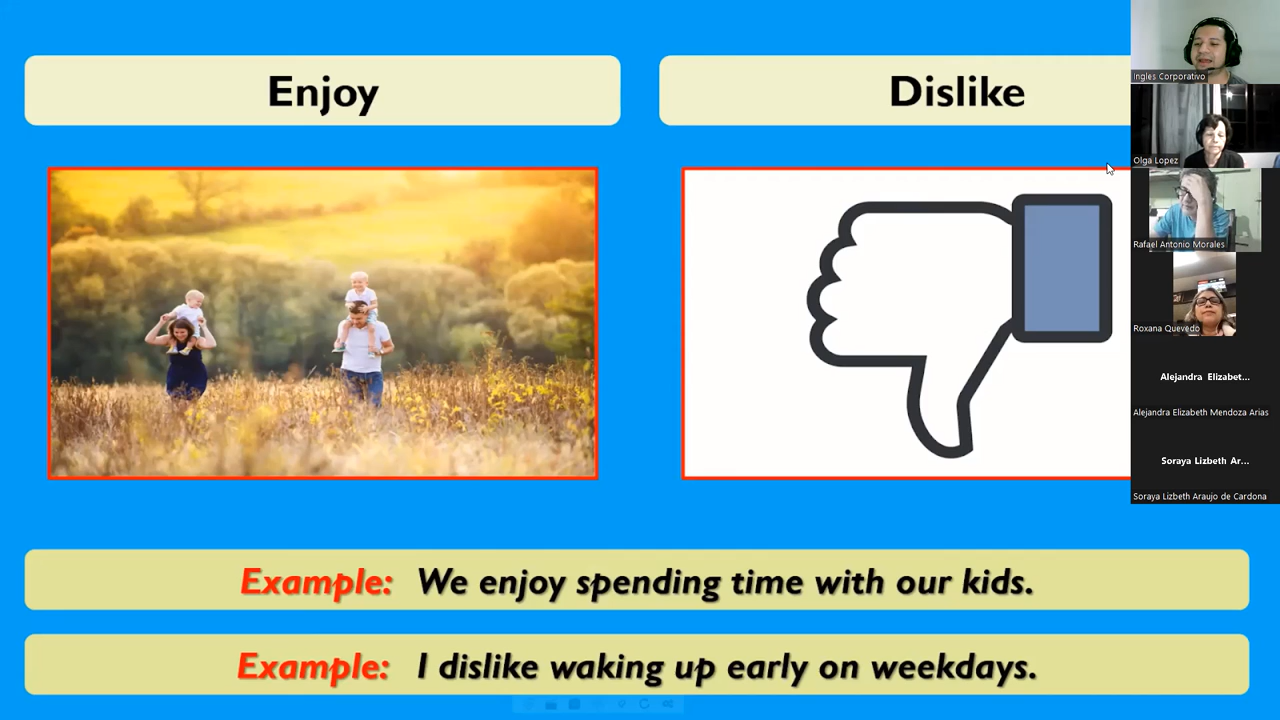 Enjoy
Dislike
Example: We enjoy spending time with our kids.
Example: I dislike waking up early on weekdays.
Ingles Corporativo
Olga Lopez
Rafael Antonio Morales
Roxana Quevedo
Alejandra Elizabet...
Alejandra Elizabeth Mendoza Arias
Soraya Lizbeth Ar...
Soraya Lizbeth Araujo de Cardona